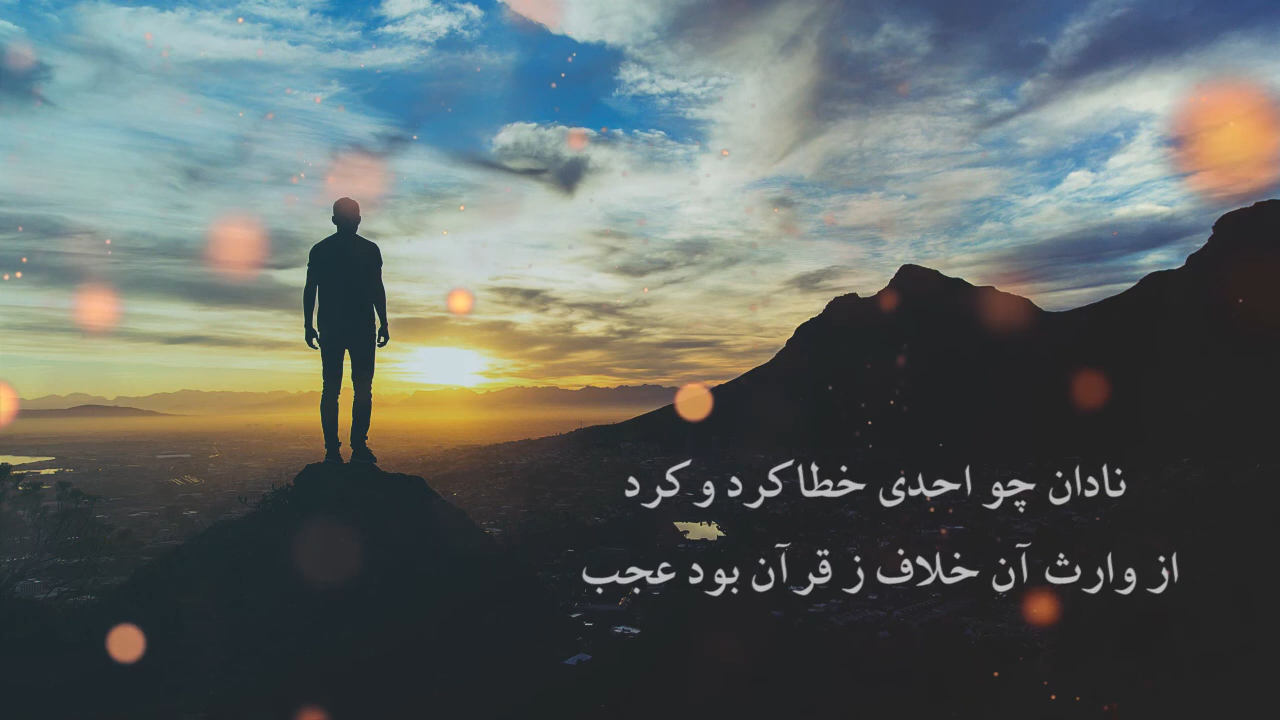 نادان چو احدی خطا کرد و کرد
از وارث آن خلاف ز قرآن بود عجب